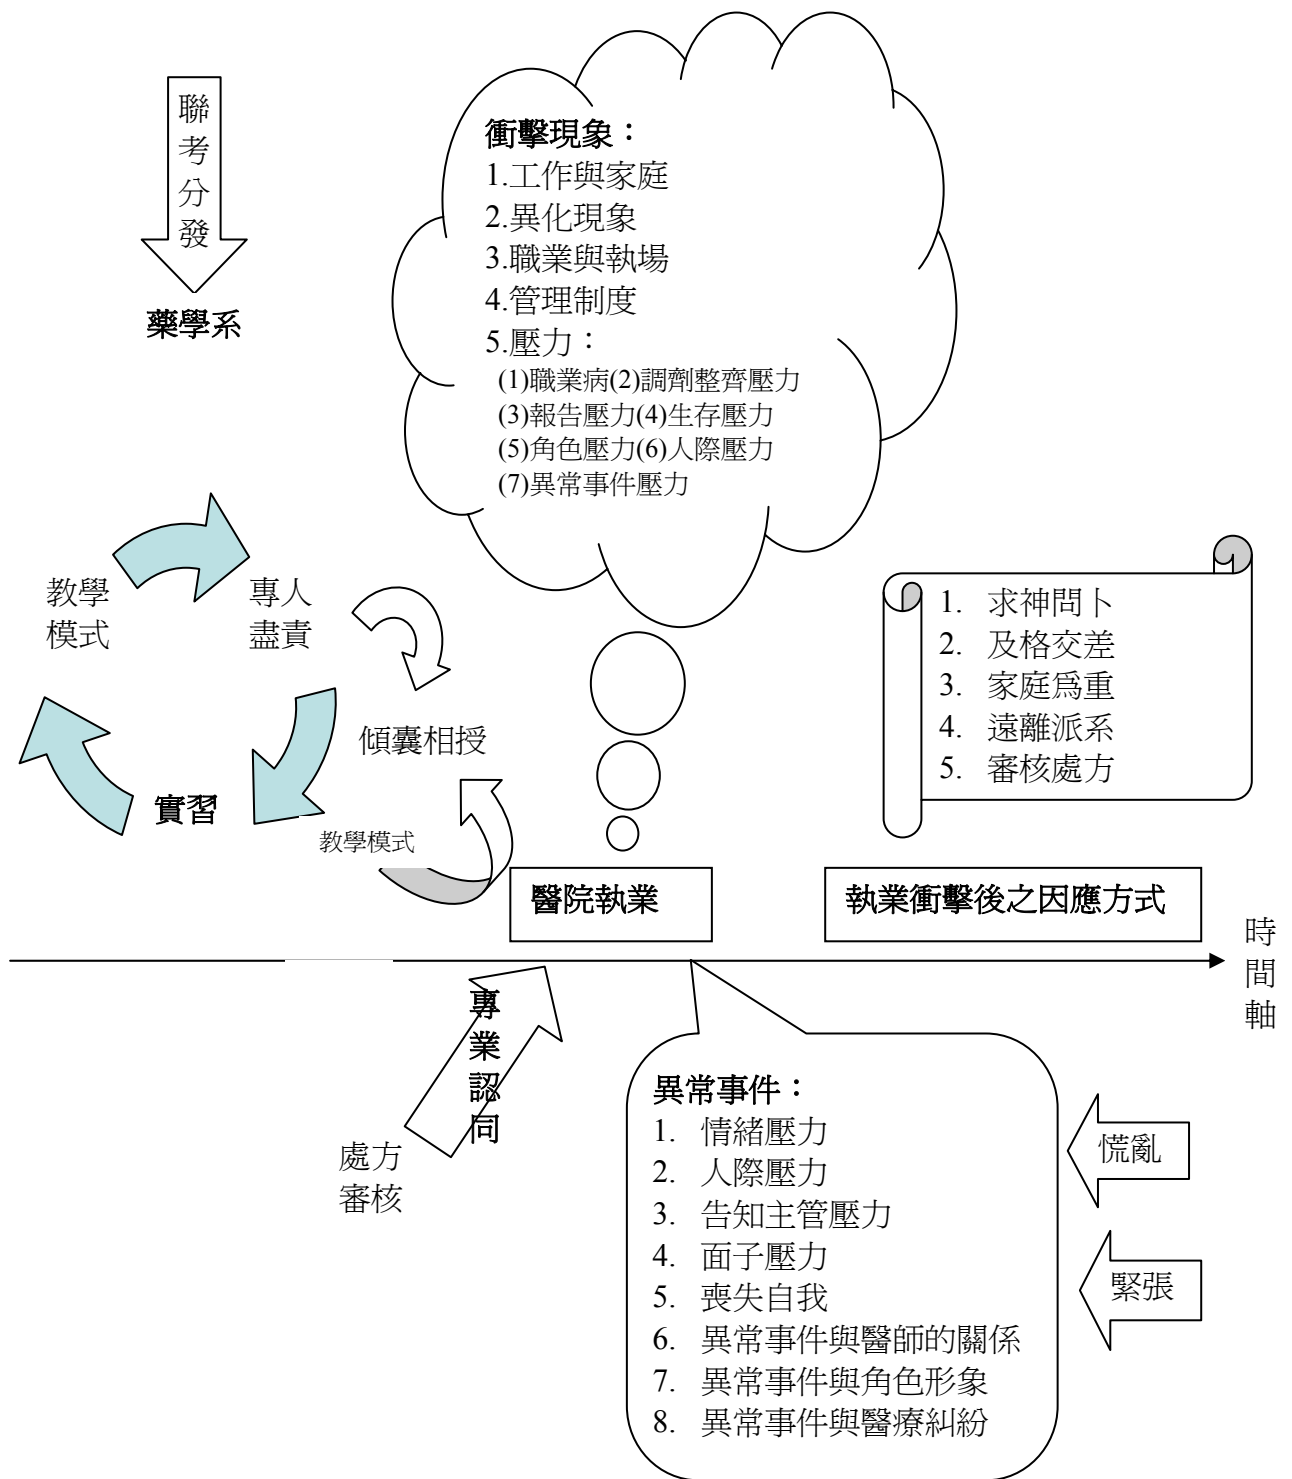 聯考分發
藥學系
衝擊現象：
1.工作與家庭
2.異化現象
3.職業與執場
4.管理制度
5.壓力：
(1)職業病(2)調劑整齊壓力
(3)報告壓力(4)生存壓力
(5)角色壓力(6)人際壓力
(7)異常事件壓力
教學
模式
專人
盡責
傾囊相授
實習
教學模式
1. 求神問卜
2. 及格交差
3. 家庭為重
4. 遠離派系
5. 審核處方
醫院執業
執業衝擊後之因應方式
時間軸
專業認同
處方
審核
異常事件：
1. 情緒壓力
2. 人際壓力
3. 告知主管壓力
4. 面子壓力
5. 喪失自我
6. 異常事件與醫師的關係
7. 異常事件與角色形象
8. 異常事件與醫療糾紛
慌亂
緊張